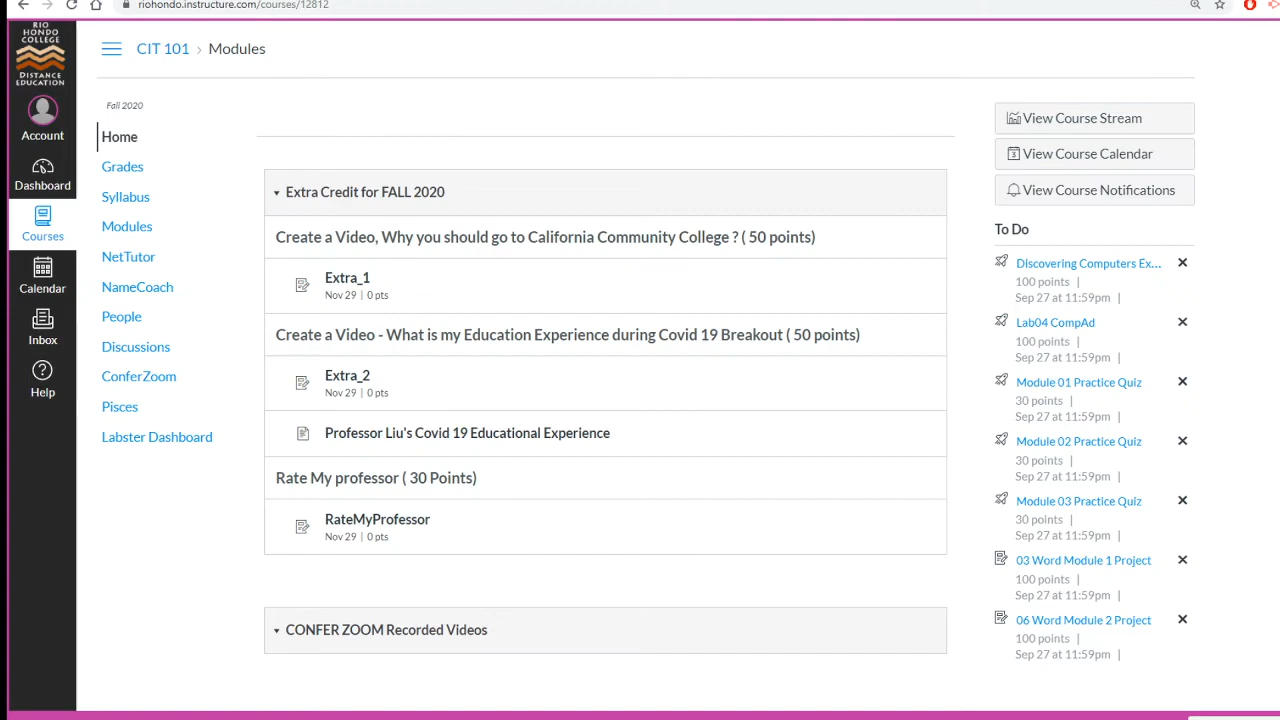 riohondo.instructure.com/courses/12812
RIO
HONDO
COLLEGE
DISTANCE
EDUCATION
Account
Dashboard
Courses
Calendar
Inbox
Help
CIT 101 › Modules
Fall 2020
Home
Grades
Syllabus
Modules
NetTutor
NameCoach
People
Discussions
ConferZoom
Pisces
Labster Dashboard
Extra Credit for FALL 2020
Create a Video, Why you should go to California Community College ? ( 50 points)
Extra_1
Nov 29 | 0 pts
Create a Video - What is my Education Experience during Covid 19 Breakout ( 50 points)
Extra_2
Nov 29 | 0 pts
Professor Liu's Covid 19 Educational Experience
Rate My professor ( 30 Points)
RateMyProfessor
Nov 29 | 0 pts
CONFER ZOOM Recorded Videos
View Course Stream
View Course Calendar
View Course Notifications
To Do
DIscovering Computers Ex...
100 points |
Sep 27 at 11:59pm |
Lab04 CompAd
100 points |
Sep 27 at 11:59pm |
Module 01 Practice Quiz
30 points |
Sep 27 at 11:59pm |
Module 02 Practice Quiz
30 points |
Sep 27 at 11:59pm |
Module 03 Practice Quiz
30 points |
Sep 27 at 11:59pm |
03 Word Module 1 Project
100 points |
Sep 27 at 11:59pm |
06 Word Module 2 Project
100 points |
Sep 27 at 11:59pm |